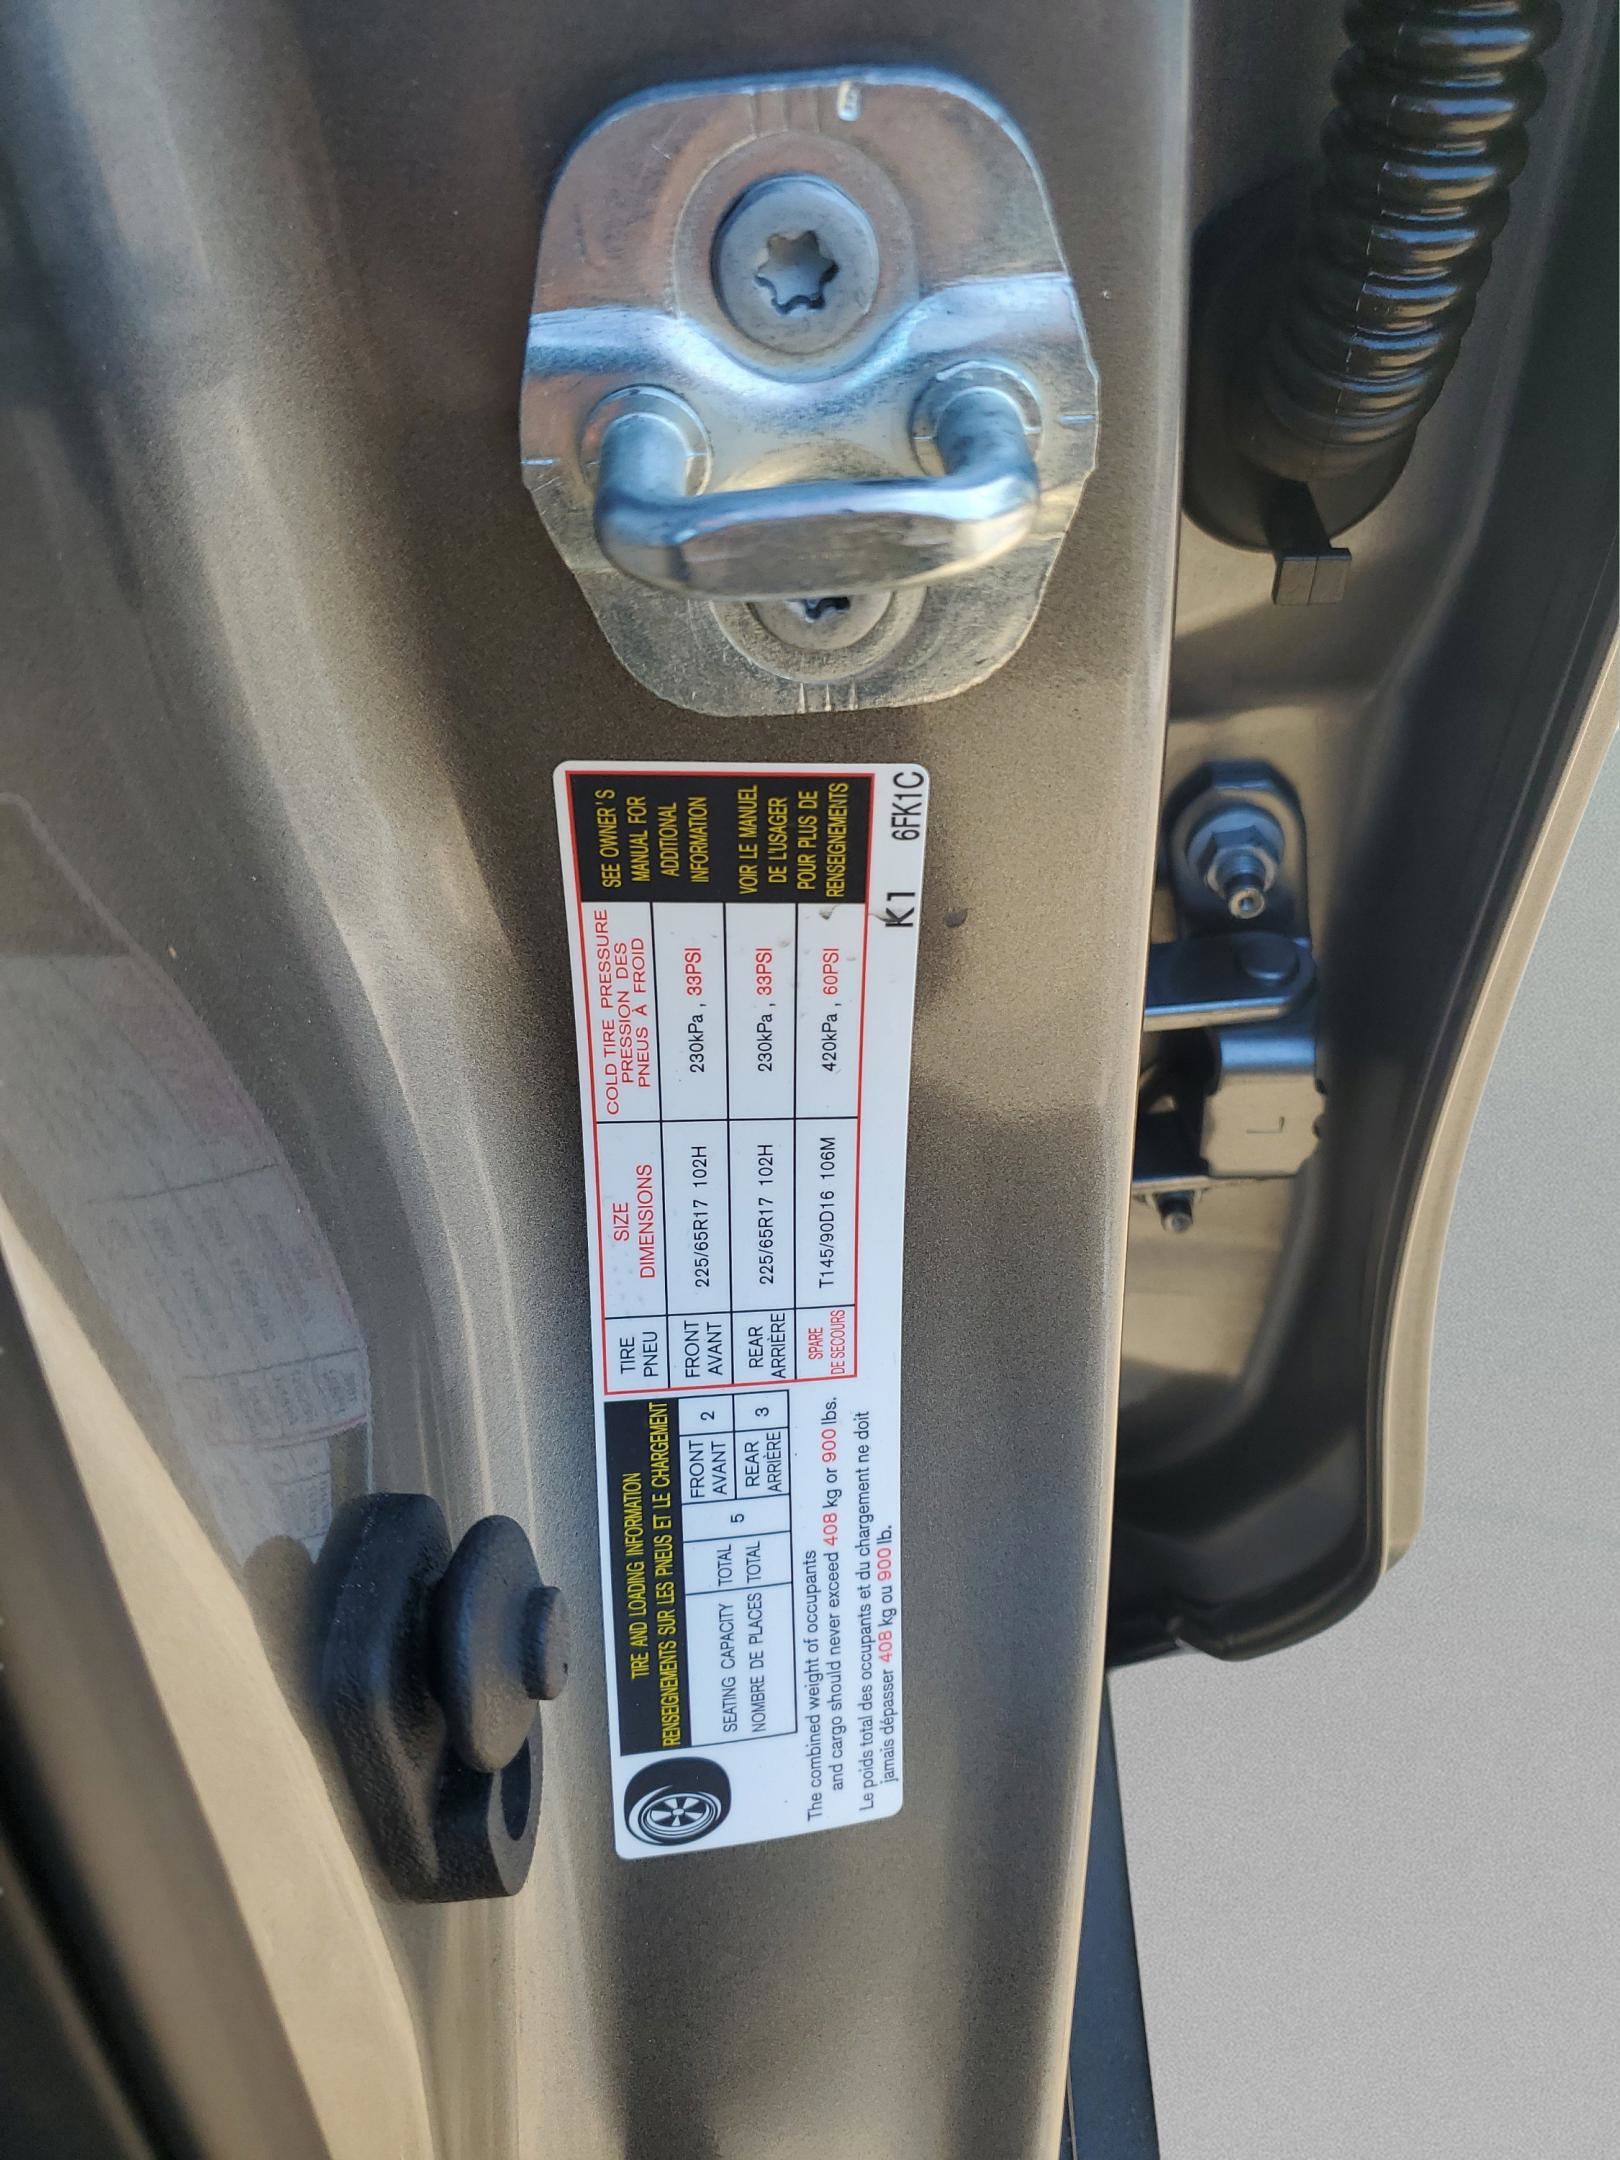 TIRE AND LOADING INFORMATION
RENSEIGNEMENTS SUR LES PNEUS ET LE CHARGEMENT
SEATING CAPACITY
NOMBRE DE PLACES
TOTAL
TOTAL
5
FRONT
AVANT
2
REAR
ARRIÈRE
3
The combined weight of occupants
and cargo should never exceed 408 kg or 900 lbs.
Le poids total des occupants et du chargement ne doit
jamais dépasser 408 kg ou 900 lb.
TIRE
PNEU
SIZE
DIMENSIONS
COLD TIRE PRESSURE
PRESSION DES
PNEUS À FROID
FRONT
AVANT
225/65R17 102H
230kPa , 33PSI
REAR
ARRIÈRE
225/65R17 102H
230kPa , 33PSI
SPARE
DE SECOURS
T145/90D16 106M
420kPa , 60PSI
SEE OWNER'S
MANUAL FOR
ADDITIONAL
INFORMATION
VOIR LE MANUEL
DE L'USAGER
POUR PLUS DE
RENSEIGNEMENTS
K1 6FK1C
L